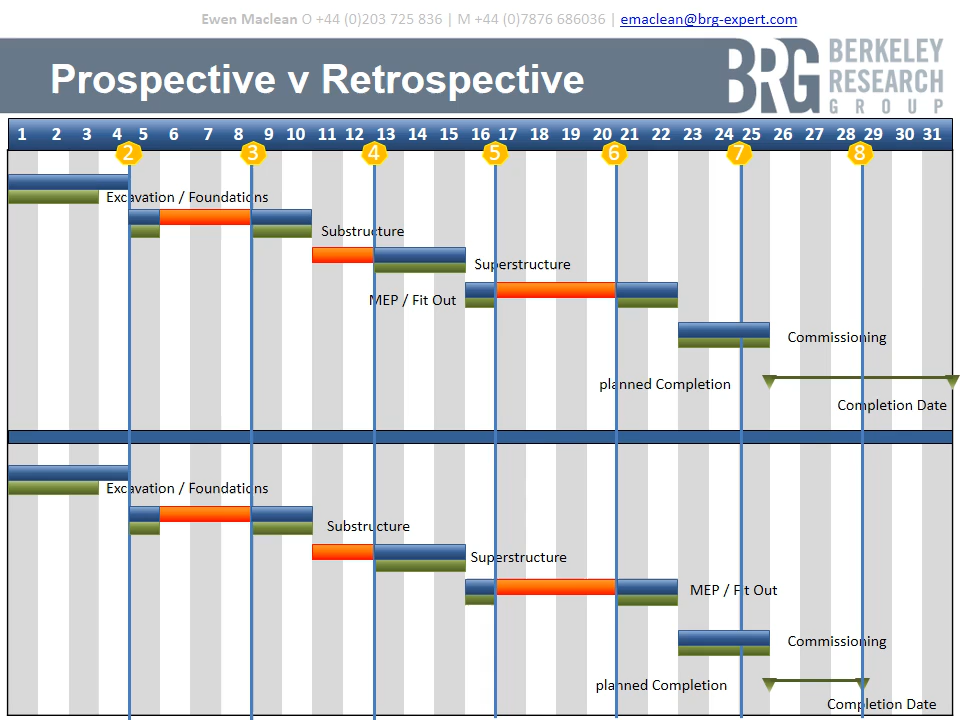 Ewen Maclean O +44 (0)203 725 836 | M +44 (0)7876 686036 | emaclean@brg-expert.com
Prospective v Retrospective
BRG BERKELEY RESEARCH GROUP
1 2 3 4 5 6 7 8 9 10 11 12 13 14 15 16 17 18 19 20 21 22 23 24 25 26 27 28 29 30 31
2 3 4 5 6 7 8
Excavation / Foundations
Substructure
Superstructure
MEP / Fit Out
Commissioning
planned Completion
Completion Date
Excavation / Foundations
Substructure
Superstructure
MEP / Fit Out
Commissioning
planned Completion
Completion Date